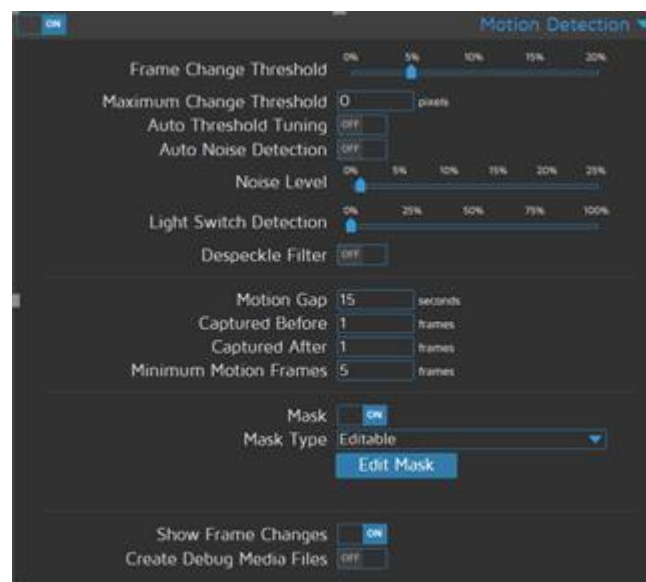 ON Motion Detection
0% 5% 10% 15% 20%
Frame Change Threshold
Maximum Change Threshold 0 pixels
Auto Threshold Tuning OFF
Auto Noise Detection OFF
0% 5% 10% 15% 20% 25%
Noise Level
0% 25% 50% 75% 100%
Light Switch Detection
Despeckle Filter OFF
Motion Gap 15 seconds
Captured Before 1 frames
Captured After 1 frames
Minimum Motion Frames 5 frames
Mask ON
Mask Type Editable
Edit Mask
Show Frame Changes ON
Create Debug Media Files OFF